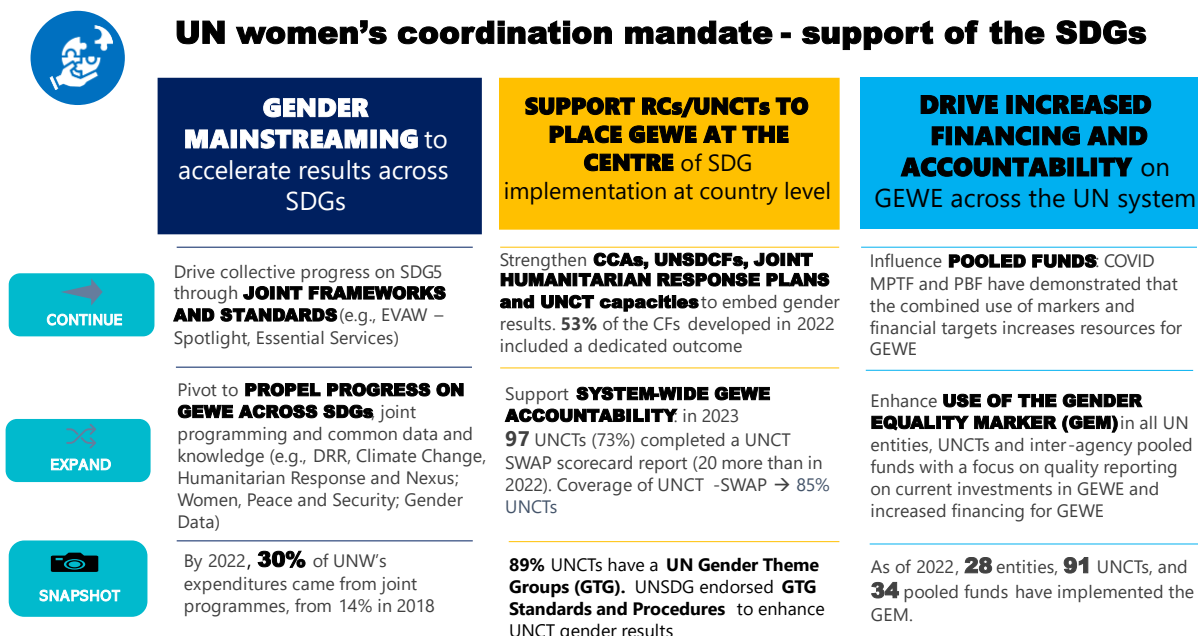 UN women's coordination mandate - support of the SDGs
GENDER
MAINSTREAMING to
accelerate results across
SDGs
SUPPORT RCs/UNCTs TO
PLACE GEWE AT THE
CENTRE of SDG
implementation at country level
DRIVE INCREASED
FINANCING AND
ACCOUNTABILITY on
GEWE across the UN system
CONTINUE
Drive collective progress on SDG5
through JOINT FRAMEWORKS
AND STANDARDS (e.g., EVAW –
Spotlight, Essential Services)
Strengthen CCAs, UNSDCFs, JOINT
HUMANITARIAN RESPONSE PLANS
and UNCT capacities to embed gender
results. 53% of the CFs developed in 2022
included a dedicated outcome
Influence POOLED FUNDS: COVID
MPTF and PBF have demonstrated that
the combined use of markers and
financial targets increases resources for
GEWE
EXPAND
Pivot to PROPEL PROGRESS ON
GEWE ACROSS SDGs, joint
programming and common data and
knowledge (e.g., DRR, Climate Change,
Humanitarian Response and Nexus;
Women, Peace and Security; Gender
Data)
Support SYSTEM-WIDE GEWE
ACCOUNTABILITY: in 2023
97 UNCTs (73%) completed a UNCT
SWAP scorecard report (20 more than in
2022). Coverage of UNCT -SWAP → 85%
UNCTs
Enhance USE OF THE GENDER
EQUALITY MARKER (GEM) in all UN
entities, UNCTs and inter-agency pooled
funds with a focus on quality reporting
on current investments in GEWE and
increased financing for GEWE
SNAPSHOT
By 2022, 30% of UNW's
expenditures came from joint
programmes, from 14% in 2018
89% UNCTs have a UN Gender Theme
Groups (GTG). UNSDG endorsed GTG
Standards and Procedures to enhance
UNCT gender results
As of 2022, 28 entities, 91 UNCTs, and
34 pooled funds have implemented the
GEM.